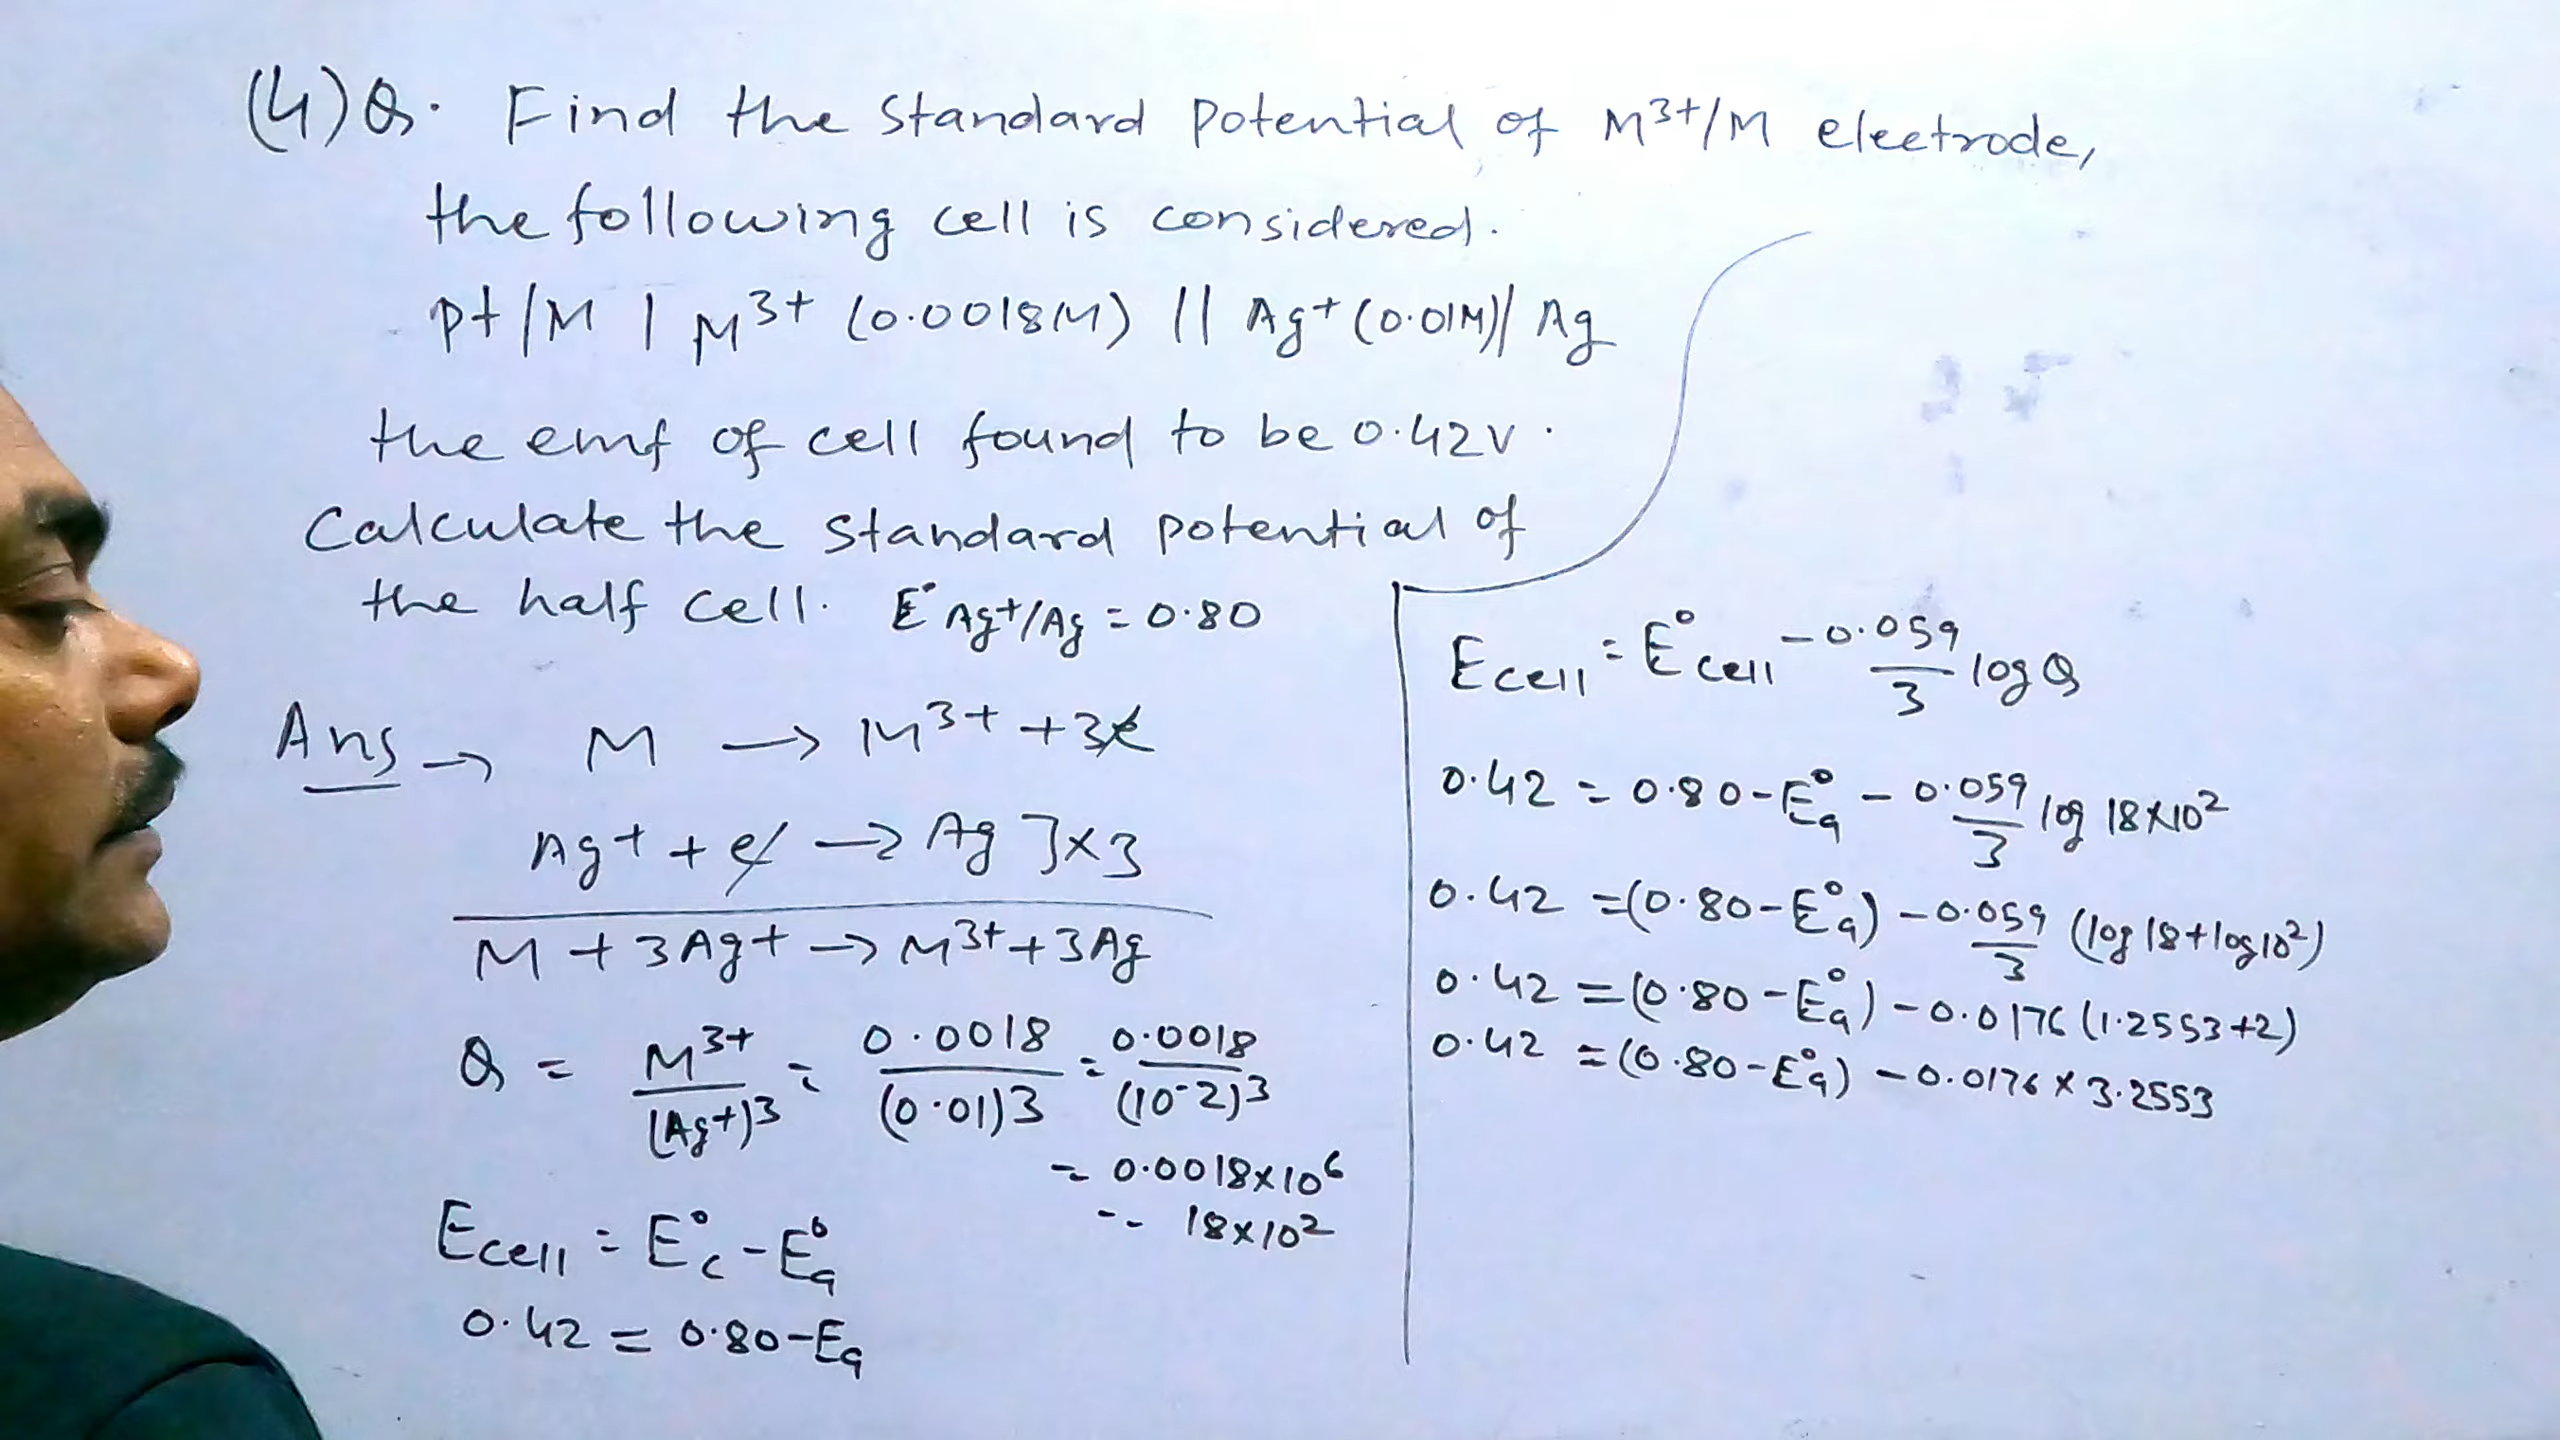 (4) Q. Find the standard potential of M³⁺/M electrode,
the following cell is considered.
Pt/M | M³⁺ (0.0018M) || Ag⁺(0.01M)| Ag
the emf of cell found to be 0.42V.
Calculate the standard potential of
the half cell. E° Ag⁺/Ag = 0.80
Ans → M → M³⁺ + 3e
Ag⁺ + e → Ag ]×3
M + 3Ag⁺ → M³⁺ + 3Ag
Q = M³⁺/(Ag⁺)³ = 0.0018/(0.01)3 = 0.0018/(10⁻²)³
= 0.0018×10⁶
= 18×10²
Ecell = E°c - E°a
0.42 = 0.80-Ea
Ecell = E°cell - 0.059/3 log Q
0.42 = 0.80-E°a - 0.059/3 log 18×10²
0.42 =(0.80-E°a) - 0.059/3 (log 18+log10²)
0.42 =(0.80-E°a) - 0.0176 (1.2553+2)
0.42 =(0.80-E°a) - 0.0176 × 3.2553